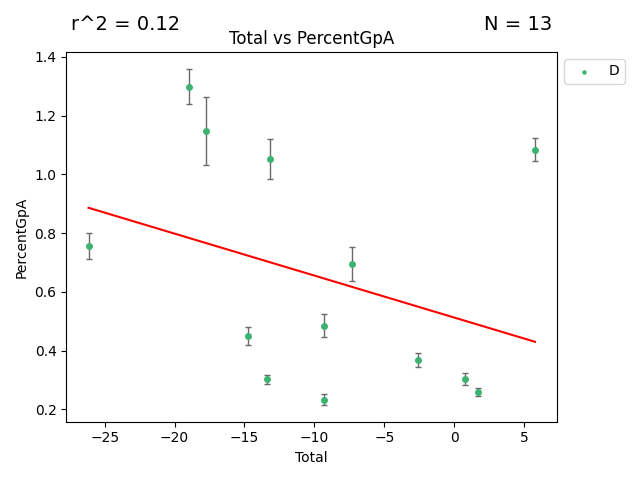 r^2 = 0.12
N = 13
Total vs PercentGpA
D
PercentGpA
1.4
1.2
1.0
0.8
0.6
0.4
0.2
−25
−20
−15
−10
−5
0
5
Total